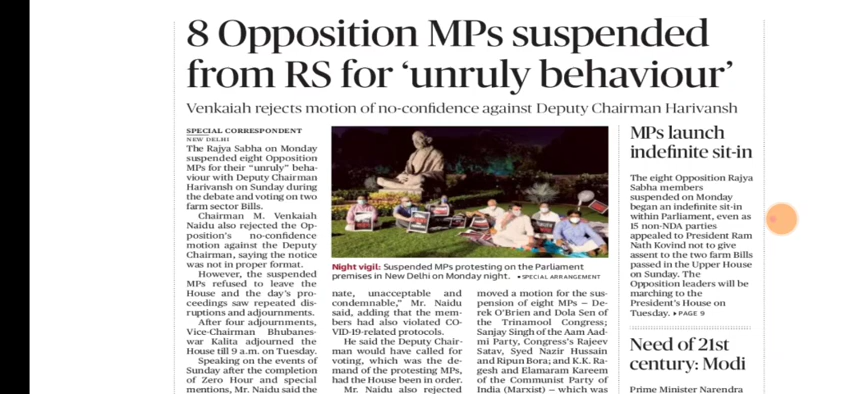 8 Opposition MPs suspended
from RS for ‘unruly behaviour’
Venkaiah rejects motion of no-confidence against Deputy Chairman Harivansh
SPECIAL CORRESPONDENT
NEW DELHI
The Rajya Sabha on Monday
suspended eight Opposition
MPs for their “unruly” beha-
viour with Deputy Chairman
Harivansh on Sunday during
the debate and voting on two
farm sector Bills.
Chairman M. Venkaiah
Naidu also rejected the Op-
position’s no-confidence
motion against the Deputy
Chairman, saying the notice
was not in proper format.
However, the suspended
MPs refused to leave the
House and the day’s pro-
ceedings saw repeated dis-
ruptions and adjournments.
After four adjournments,
Vice-Chairman Bhubanes-
war Kalita adjourned the
House till 9 a.m. on Tuesday.
Speaking on the events of
Sunday after the completion
of Zero Hour and special
mentions, Mr. Naidu said the
Night vigil: Suspended MPs protesting on the Parliament
premises in New Delhi on Monday night. • SPECIAL ARRANGEMENT
nate, unacceptable and
condemnable,” Mr. Naidu
said, adding that the mem-
bers had also violated CO-
VID-19-related protocols.
He said the Deputy Chair-
man would have called for
voting, which was the de-
mand of the protesting MPs,
had the House been in order.
Mr. Naidu also rejected
moved a motion for the sus-
pension of eight MPs — De-
rek O’Brien and Dola Sen of
the Trinamool Congress;
Sanjay Singh of the Aam Aad-
mi Party, Congress’s Rajeev
Satav, Syed Nazir Hussain
and Ripun Bora; and K.K. Ra-
gesh and Elamaram Kareem
of the Communist Party of
India (Marxist) — which was
MPs launch
indefinite sit-in
The eight Opposition Rajya
Sabha members
suspended on Monday
began an indefinite sit-in
within Parliament, even as
15 non-NDA parties
appealed to President Ram
Nath Kovind not to give
assent to the two farm Bills
passed in the Upper House
on Sunday. The
Opposition leaders will be
marching to the
President’s House on
Tuesday. ▸ PAGE 9
Need of 21st
century: Modi
Prime Minister Narendra